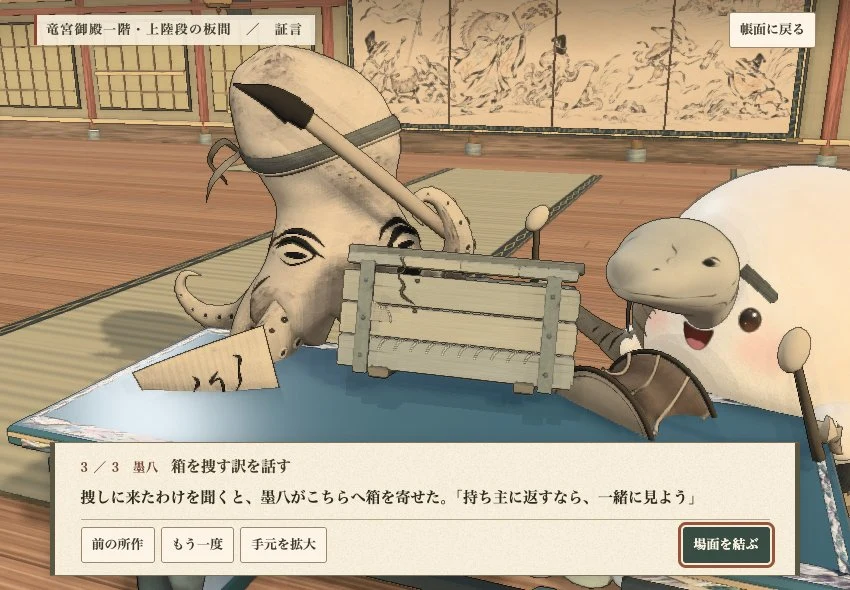 竜宮御殿一階・上陸段の板間 ／ 証言
帳面に戻る
3 ／ 3 墨八 箱を捜す訳を話す
捜しに来たわけを聞くと、墨八がこちらへ箱を寄せた。「持ち主に返すなら、一緒に見よう」
前の所作
もう一度
手元を拡大
場面を結ぶ